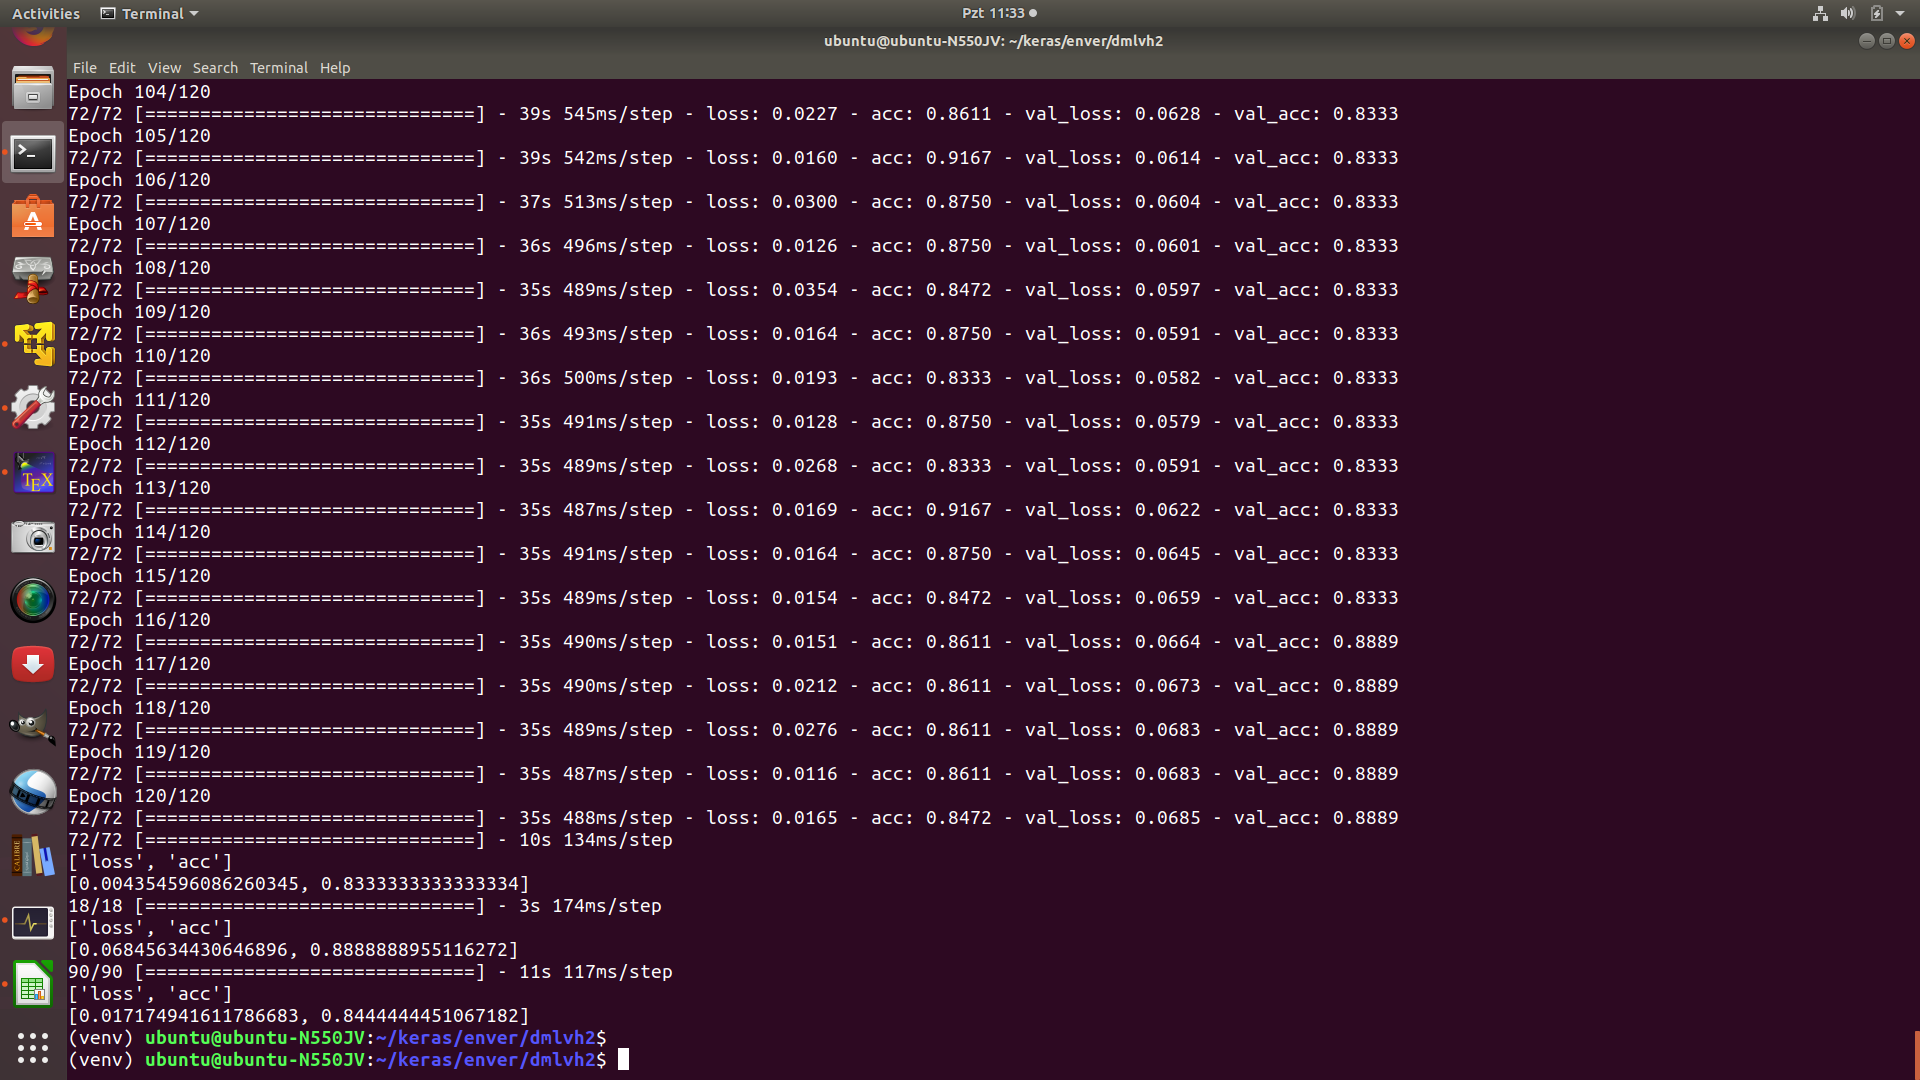 Activities
Terminal
Pzt 11:33
ubuntu@ubuntu-N550JV: ~/keras/enver/dmlvh2
File Edit View Search Terminal Help
Epoch 104/120
72/72 [==============================] - 39s 545ms/step - loss: 0.0227 - acc: 0.8611 - val_loss: 0.0628 - val_acc: 0.8333
Epoch 105/120
72/72 [==============================] - 39s 542ms/step - loss: 0.0160 - acc: 0.9167 - val_loss: 0.0614 - val_acc: 0.8333
Epoch 106/120
72/72 [==============================] - 37s 513ms/step - loss: 0.0300 - acc: 0.8750 - val_loss: 0.0604 - val_acc: 0.8333
Epoch 107/120
72/72 [==============================] - 36s 496ms/step - loss: 0.0126 - acc: 0.8750 - val_loss: 0.0601 - val_acc: 0.8333
Epoch 108/120
72/72 [==============================] - 35s 489ms/step - loss: 0.0354 - acc: 0.8472 - val_loss: 0.0597 - val_acc: 0.8333
Epoch 109/120
72/72 [==============================] - 36s 493ms/step - loss: 0.0164 - acc: 0.8750 - val_loss: 0.0591 - val_acc: 0.8333
Epoch 110/120
72/72 [==============================] - 36s 500ms/step - loss: 0.0193 - acc: 0.8333 - val_loss: 0.0582 - val_acc: 0.8333
Epoch 111/120
72/72 [==============================] - 35s 491ms/step - loss: 0.0128 - acc: 0.8750 - val_loss: 0.0579 - val_acc: 0.8333
Epoch 112/120
72/72 [==============================] - 35s 489ms/step - loss: 0.0268 - acc: 0.8333 - val_loss: 0.0591 - val_acc: 0.8333
Epoch 113/120
72/72 [==============================] - 35s 487ms/step - loss: 0.0169 - acc: 0.9167 - val_loss: 0.0622 - val_acc: 0.8333
Epoch 114/120
72/72 [==============================] - 35s 491ms/step - loss: 0.0164 - acc: 0.8750 - val_loss: 0.0645 - val_acc: 0.8333
Epoch 115/120
72/72 [==============================] - 35s 489ms/step - loss: 0.0154 - acc: 0.8472 - val_loss: 0.0659 - val_acc: 0.8333
Epoch 116/120
72/72 [==============================] - 35s 490ms/step - loss: 0.0151 - acc: 0.8611 - val_loss: 0.0664 - val_acc: 0.8889
Epoch 117/120
72/72 [==============================] - 35s 490ms/step - loss: 0.0212 - acc: 0.8611 - val_loss: 0.0673 - val_acc: 0.8889
Epoch 118/120
72/72 [==============================] - 35s 489ms/step - loss: 0.0276 - acc: 0.8611 - val_loss: 0.0683 - val_acc: 0.8889
Epoch 119/120
72/72 [==============================] - 35s 487ms/step - loss: 0.0116 - acc: 0.8611 - val_loss: 0.0683 - val_acc: 0.8889
Epoch 120/120
72/72 [==============================] - 35s 488ms/step - loss: 0.0165 - acc: 0.8472 - val_loss: 0.0685 - val_acc: 0.8889
72/72 [==============================] - 10s 134ms/step
['loss', 'acc']
[0.004354596086260345, 0.8333333333333334]
18/18 [==============================] - 3s 174ms/step
['loss', 'acc']
[0.06845634430646896, 0.8888888955116272]
90/90 [==============================] - 11s 117ms/step
['loss', 'acc']
[0.017174941611786683, 0.8444444451067182]
(venv) ubuntu@ubuntu-N550JV:~/keras/enver/dmlvh2$
(venv) ubuntu@ubuntu-N550JV:~/keras/enver/dmlvh2$
A
TEX
CALIBRE